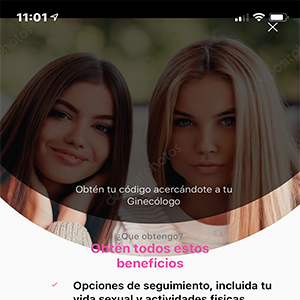 11:01
Obtén tu código acercándote a tu
Ginecólogo
¿Que obtengo?
Obtén todos estos
beneficios
Opciones de seguimiento, incluida tu
vida sexual y actividades físicas